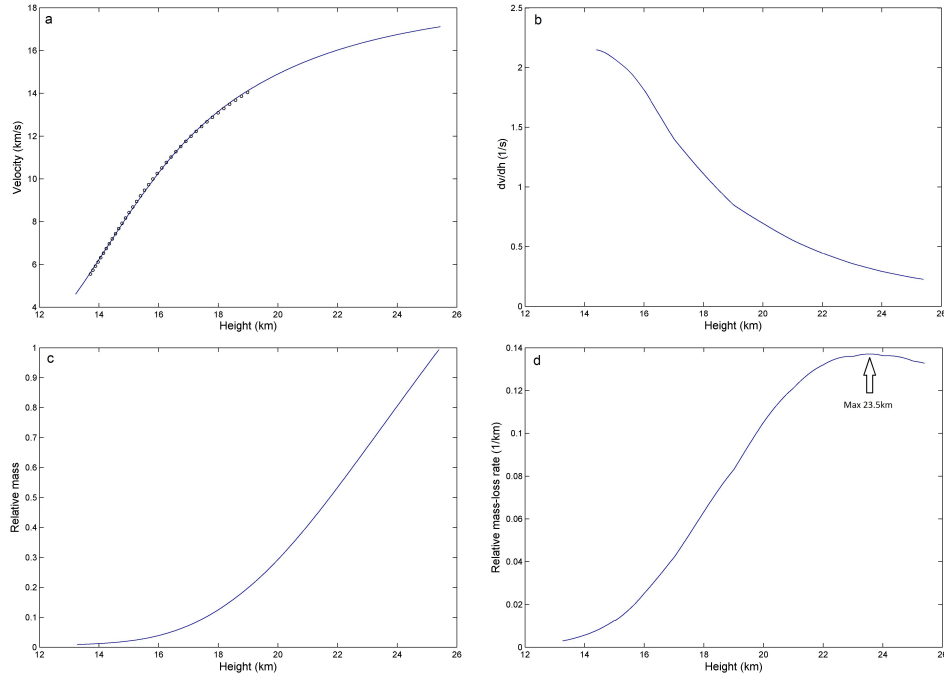 a
18
16
14
12
10
8
6
4
Velocity (km/s)
12 14 16 18 20 22 24 26
Height (km)
b
2.5
2
1.5
1
0.5
0
dv/dh (1/s)
12 14 16 18 20 22 24 26
Height (km)
c
1
0.9
0.8
0.7
0.6
0.5
0.4
0.3
0.2
0.1
0
Relative mass
12 14 16 18 20 22 24 26
Height (km)
d
0.14
0.12
0.1
0.08
0.06
0.04
0.02
0
Relative mass-loss rate (1/km)
Max 23.5km
12 14 16 18 20 22 24 26
Height (km)